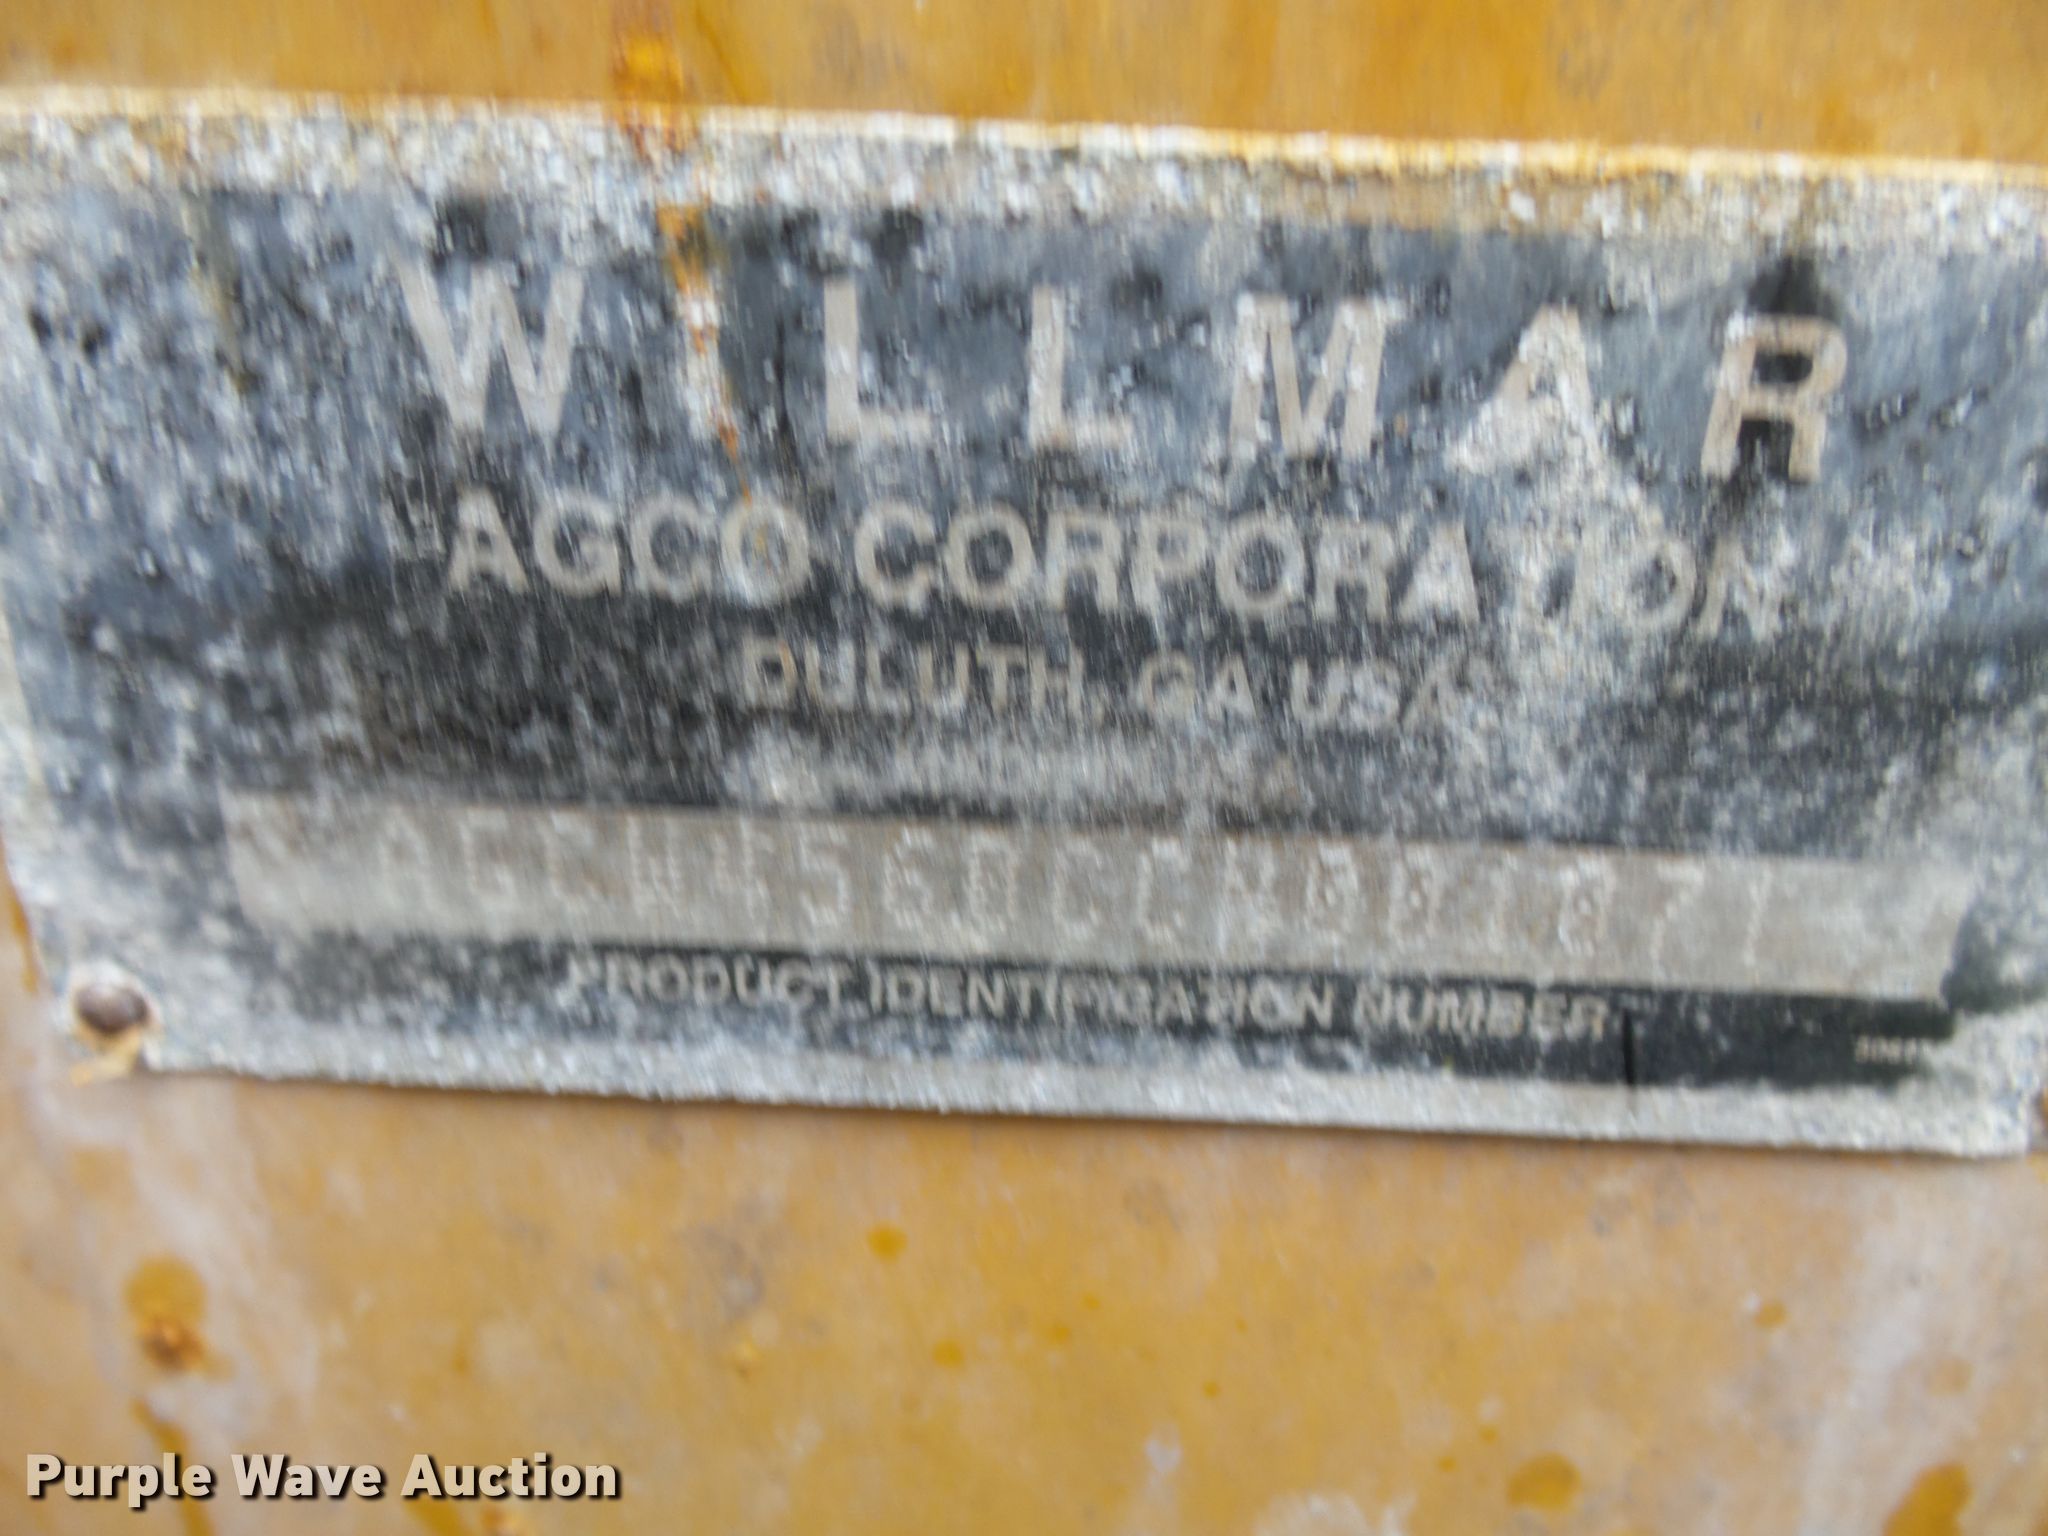 WILLMAR
AGCO CORPORATION
DULUTH, GA USA
PRODUCT IDENTIFICATION NUMBER
Purple Wave Auction